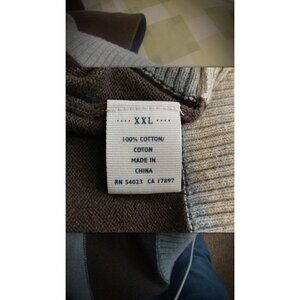 XXL
100% COTTON/
COTON
MADE IN
CHINA
RN 54023 CA 17897